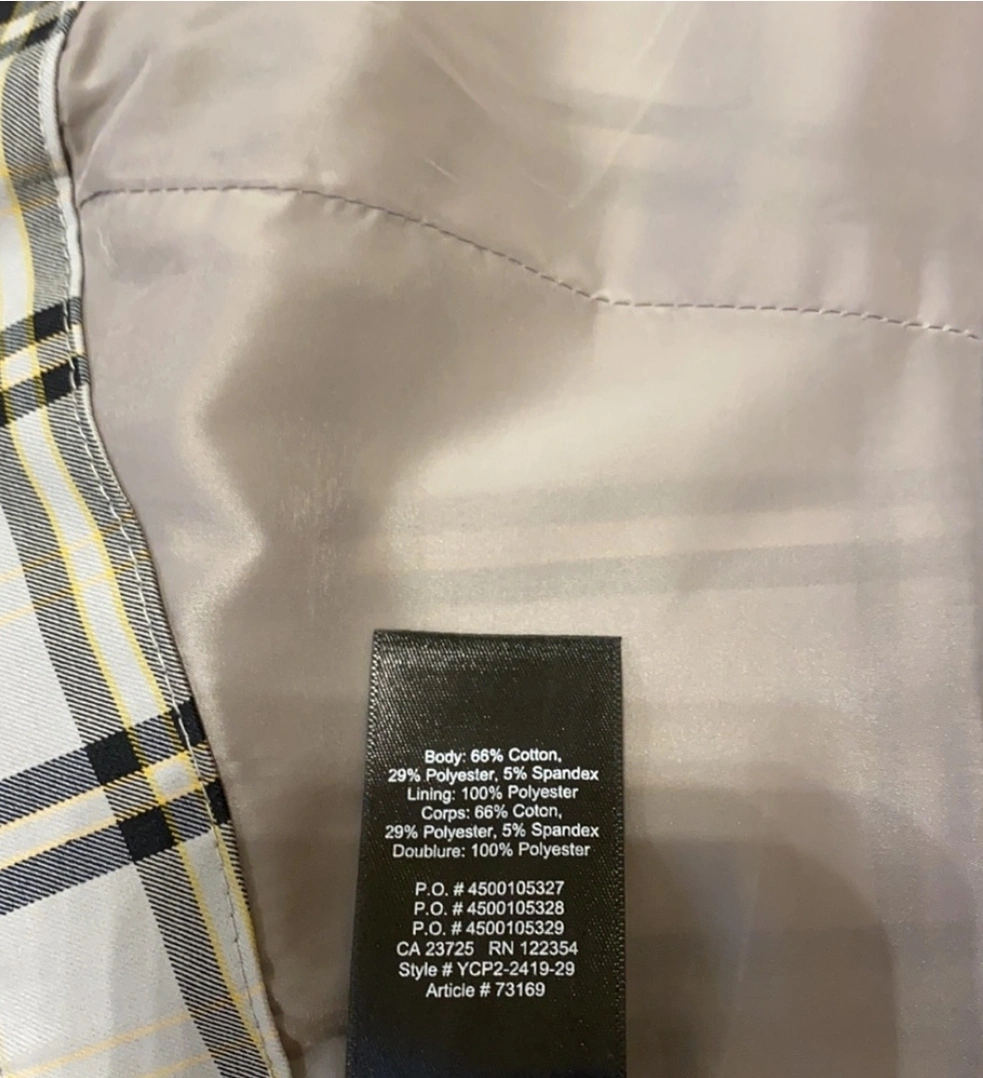 Body: 66% Cotton,
29% Polyester, 5% Spandex
Lining: 100% Polyester
Corps: 66% Coton,
29% Polyester, 5% Spandex
Doublure: 100% Polyester
P.O. # 4500105327
P.O. # 4500105328
P.O. # 4500105329
CA 23725 RN 122354
Style # YCP2-2419-29
Article # 73169